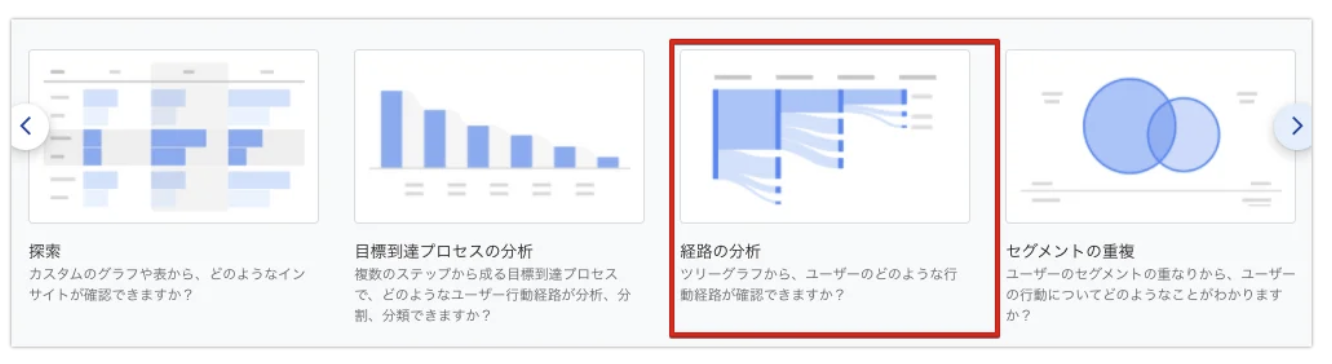 探索
カスタムのグラフや表から、どのようなイン
サイトが確認できますか？
目標到達プロセスの分析
複数のステップから成る目標到達プロセス
で、どのようなユーザー行動経路が分析、分
割、分類できますか？
経路の分析
ツリーグラフから、ユーザーのどのような行
動経路が確認できますか？
セグメントの重複
ユーザーのセグメントの重なりから、ユーザー
の行動についてどのようなことがわかります
か？